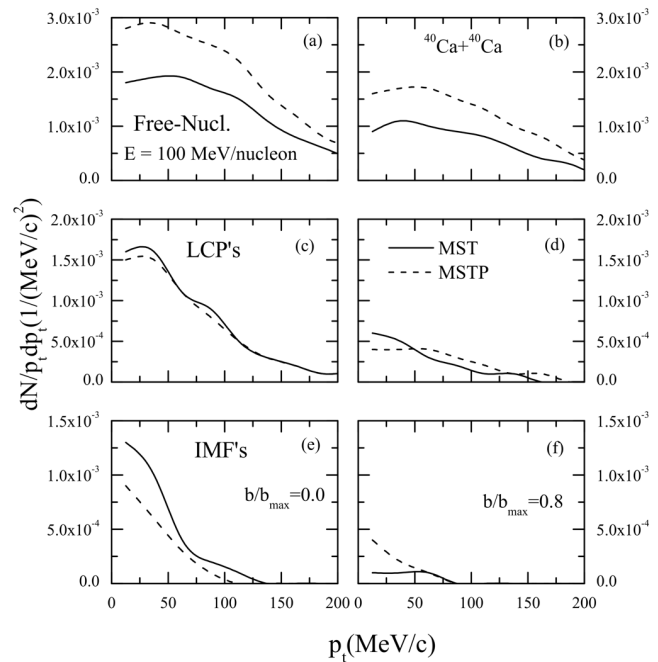 3.0x10⁻³ (a) ⁴⁰Ca+⁴⁰Ca (b) 3.0x10⁻³
2.0x10⁻³ 2.0x10⁻³
1.0x10⁻³ Free-Nucl. 1.0x10⁻³
E = 100 MeV/nucleon
0.0 0.0
dN/pₜdpₜ(1/(MeV/c)²)
2.0x10⁻³ LCP's (c) MST (d) 2.0x10⁻³
1.5x10⁻³ MSTP 1.5x10⁻³
1.0x10⁻³ 1.0x10⁻³
5.0x10⁻⁴ 5.0x10⁻⁴
0.0 0.0
1.5x10⁻³ IMF's (e) (f) 1.5x10⁻³
1.0x10⁻³ b/bₘₐₓ=0.0 b/bₘₐₓ=0.8 1.0x10⁻³
5.0x10⁻⁴ 5.0x10⁻⁴
0.0 0.0
0 50 100 150 200 0 50 100 150 200
pₜ(MeV/c)